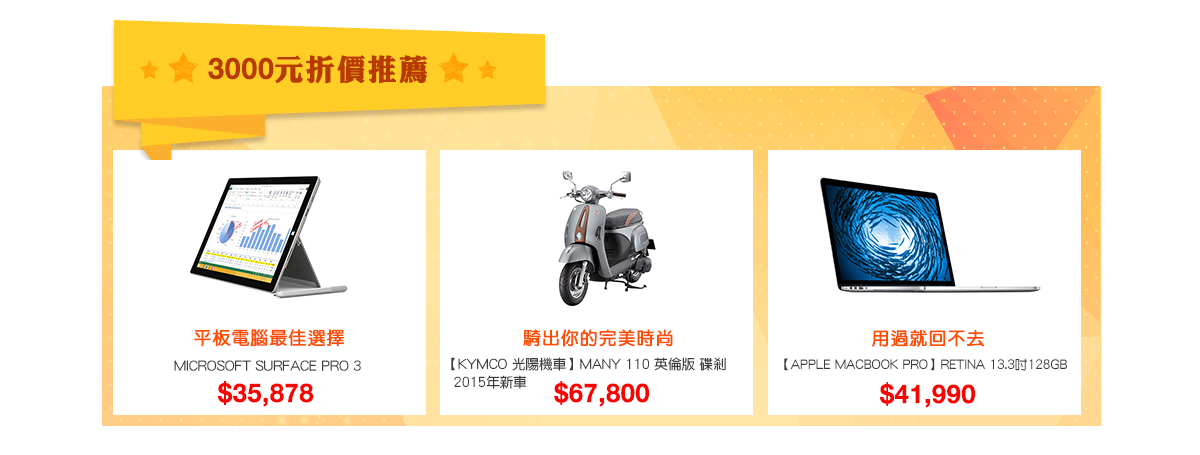 3000元折價推薦
平板電腦最佳選擇
MICROSOFT SURFACE PRO 3
$35,878
騎出你的完美時尚
【KYMCO 光陽機車】MANY 110 英倫版 碟剎
2015年新車
$67,800
用過就回不去
【APPLE MACBOOK PRO】RETINA 13.3吋128GB
$41,990